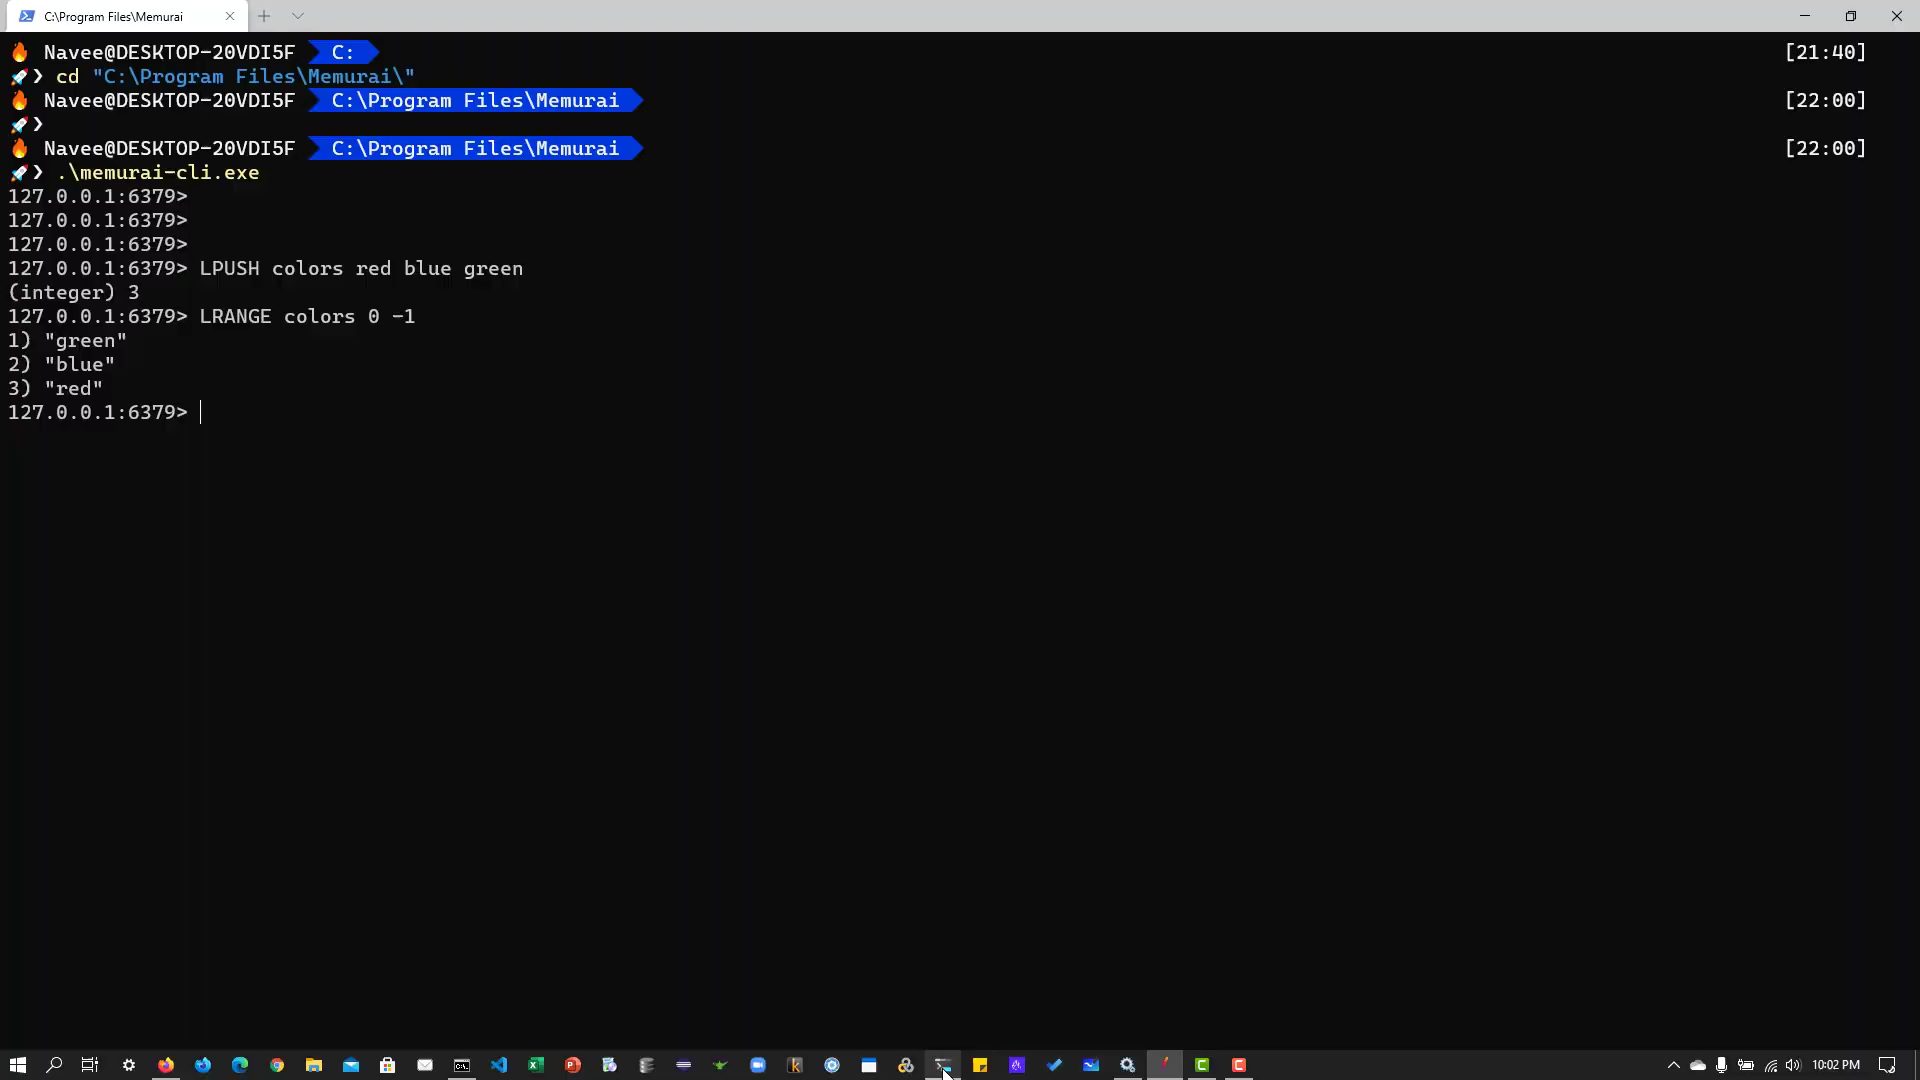 C:\Program Files\Memurai
Navee@DESKTOP-20VDI5F C: [21:40]
❯ cd "C:\Program Files\Memurai\"
Navee@DESKTOP-20VDI5F C:\Program Files\Memurai [22:00]
❯
Navee@DESKTOP-20VDI5F C:\Program Files\Memurai [22:00]
❯ .\memurai-cli.exe
127.0.0.1:6379>
127.0.0.1:6379>
127.0.0.1:6379>
127.0.0.1:6379> LPUSH colors red blue green
(integer) 3
127.0.0.1:6379> LRANGE colors 0 -1
1) "green"
2) "blue"
3) "red"
127.0.0.1:6379>
10:02 PM